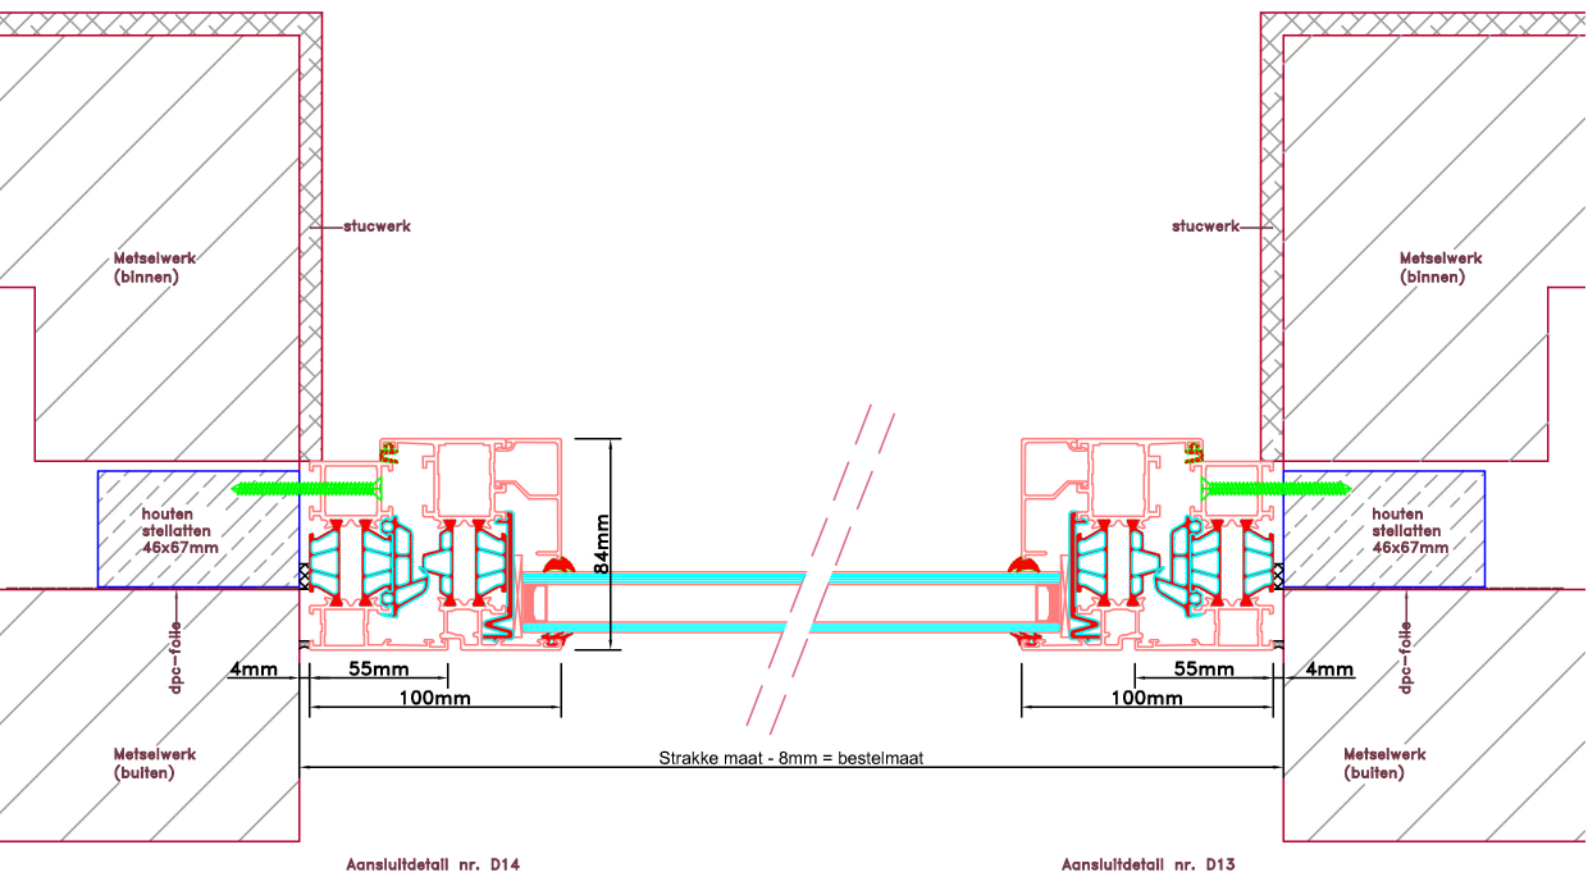 stucwerk
stucwerk
Metselwerk
(binnen)
Metselwerk
(binnen)
houten
stellatten
46x67mm
houten
stellatten
46x67mm
84mm
dpc-folie
dpc-folie
4mm
55mm
55mm
4mm
100mm
100mm
Strakke maat - 8mm = bestelmaat
Metselwerk
(buiten)
Metselwerk
(buiten)
Aansluitdetail nr. D14
Aansluitdetail nr. D13